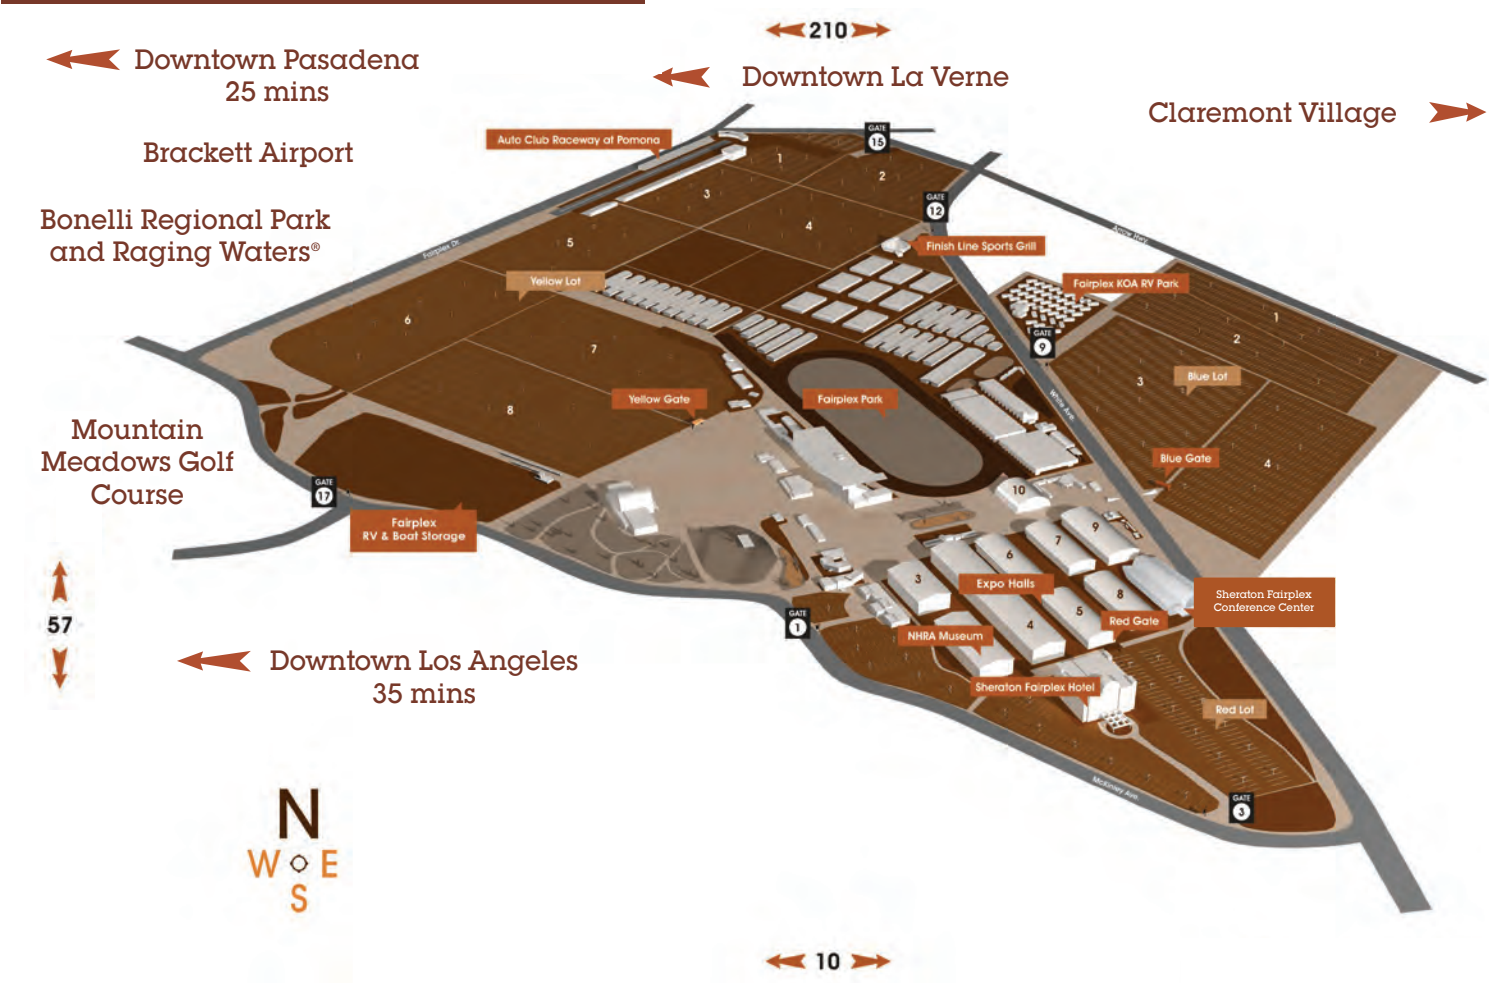 210
Downtown Pasadena
25 mins
Downtown La Verne
Claremont Village
Brackett Airport
Auto Club Raceway at Pomona
GATE
15
1
2
3
GATE
12
4
Bonelli Regional Park
and Raging Waters®
Fairplex Dr.
5
Finish Line Sports Grill
Arrow Hwy.
Yellow Lot
Fairplex KOA RV Park
6
1
2
GATE
9
7
3
Blue Lot
Yellow Gate
Fairplex Park
White Ave.
8
Mountain
Meadows Golf
Course
Blue Gate
4
GATE
17
10
Fairplex
RV & Boat Storage
9
7
6
3
Expo Halls
8
5
4
Sheraton Fairplex
Conference Center
57
GATE
1
Red Gate
NHRA Museum
Downtown Los Angeles
35 mins
Sheraton Fairplex Hotel
Red Lot
McKinley Ave.
GATE
3
N
W E
S
10